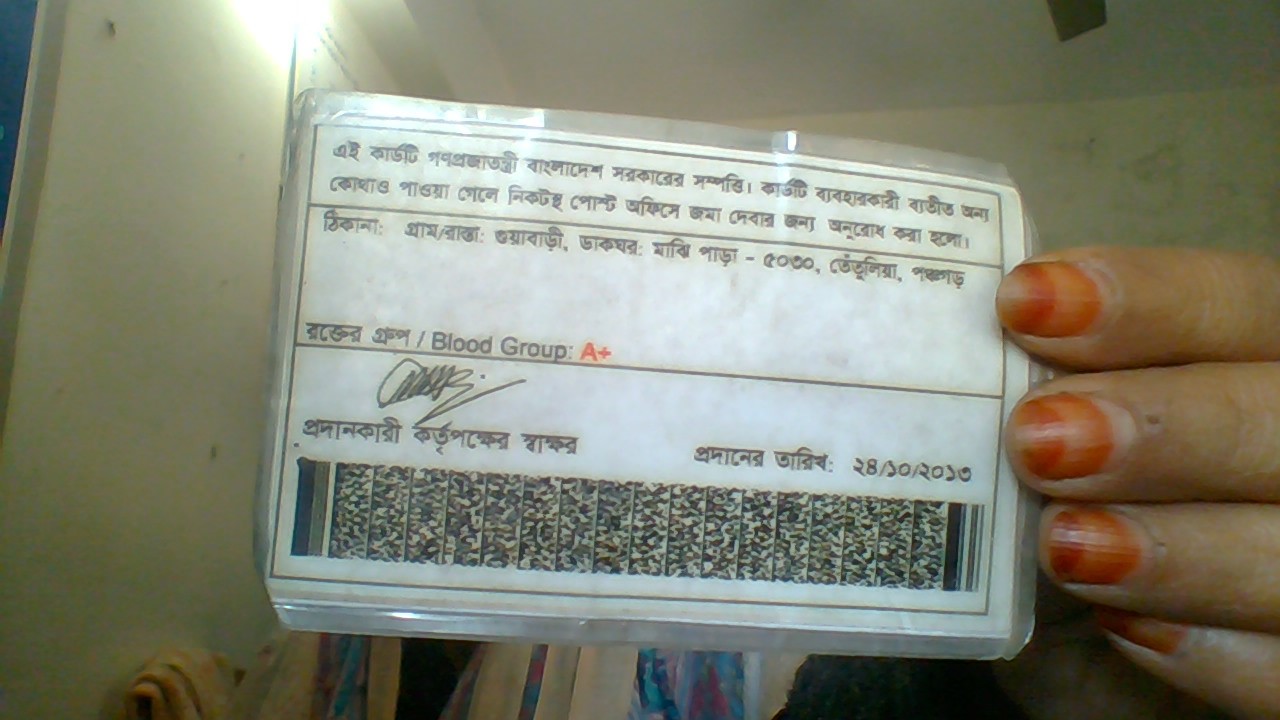 এই কার্ডটি গণপ্রজাতন্ত্রী বাংলাদেশ সরকারের সম্পত্তি। কার্ডটি ব্যবহারকারী ব্যতীত অন্য
কোথাও পাওয়া গেলে নিকটস্থ পোস্ট অফিসে জমা দেবার জন্য অনুরোধ করা হলো।
ঠিকানা: গ্রাম/রাস্তা: ওয়াবাড়ী, ডাকঘর: মাঝি পাড়া - ৫০৩০, তেঁতুলিয়া, পঞ্চগড়
রক্তের গ্রুপ / Blood Group: A+
প্রদানকারী কর্তৃপক্ষের স্বাক্ষর প্রদানের তারিখ: ২৪/১০/২০১৩